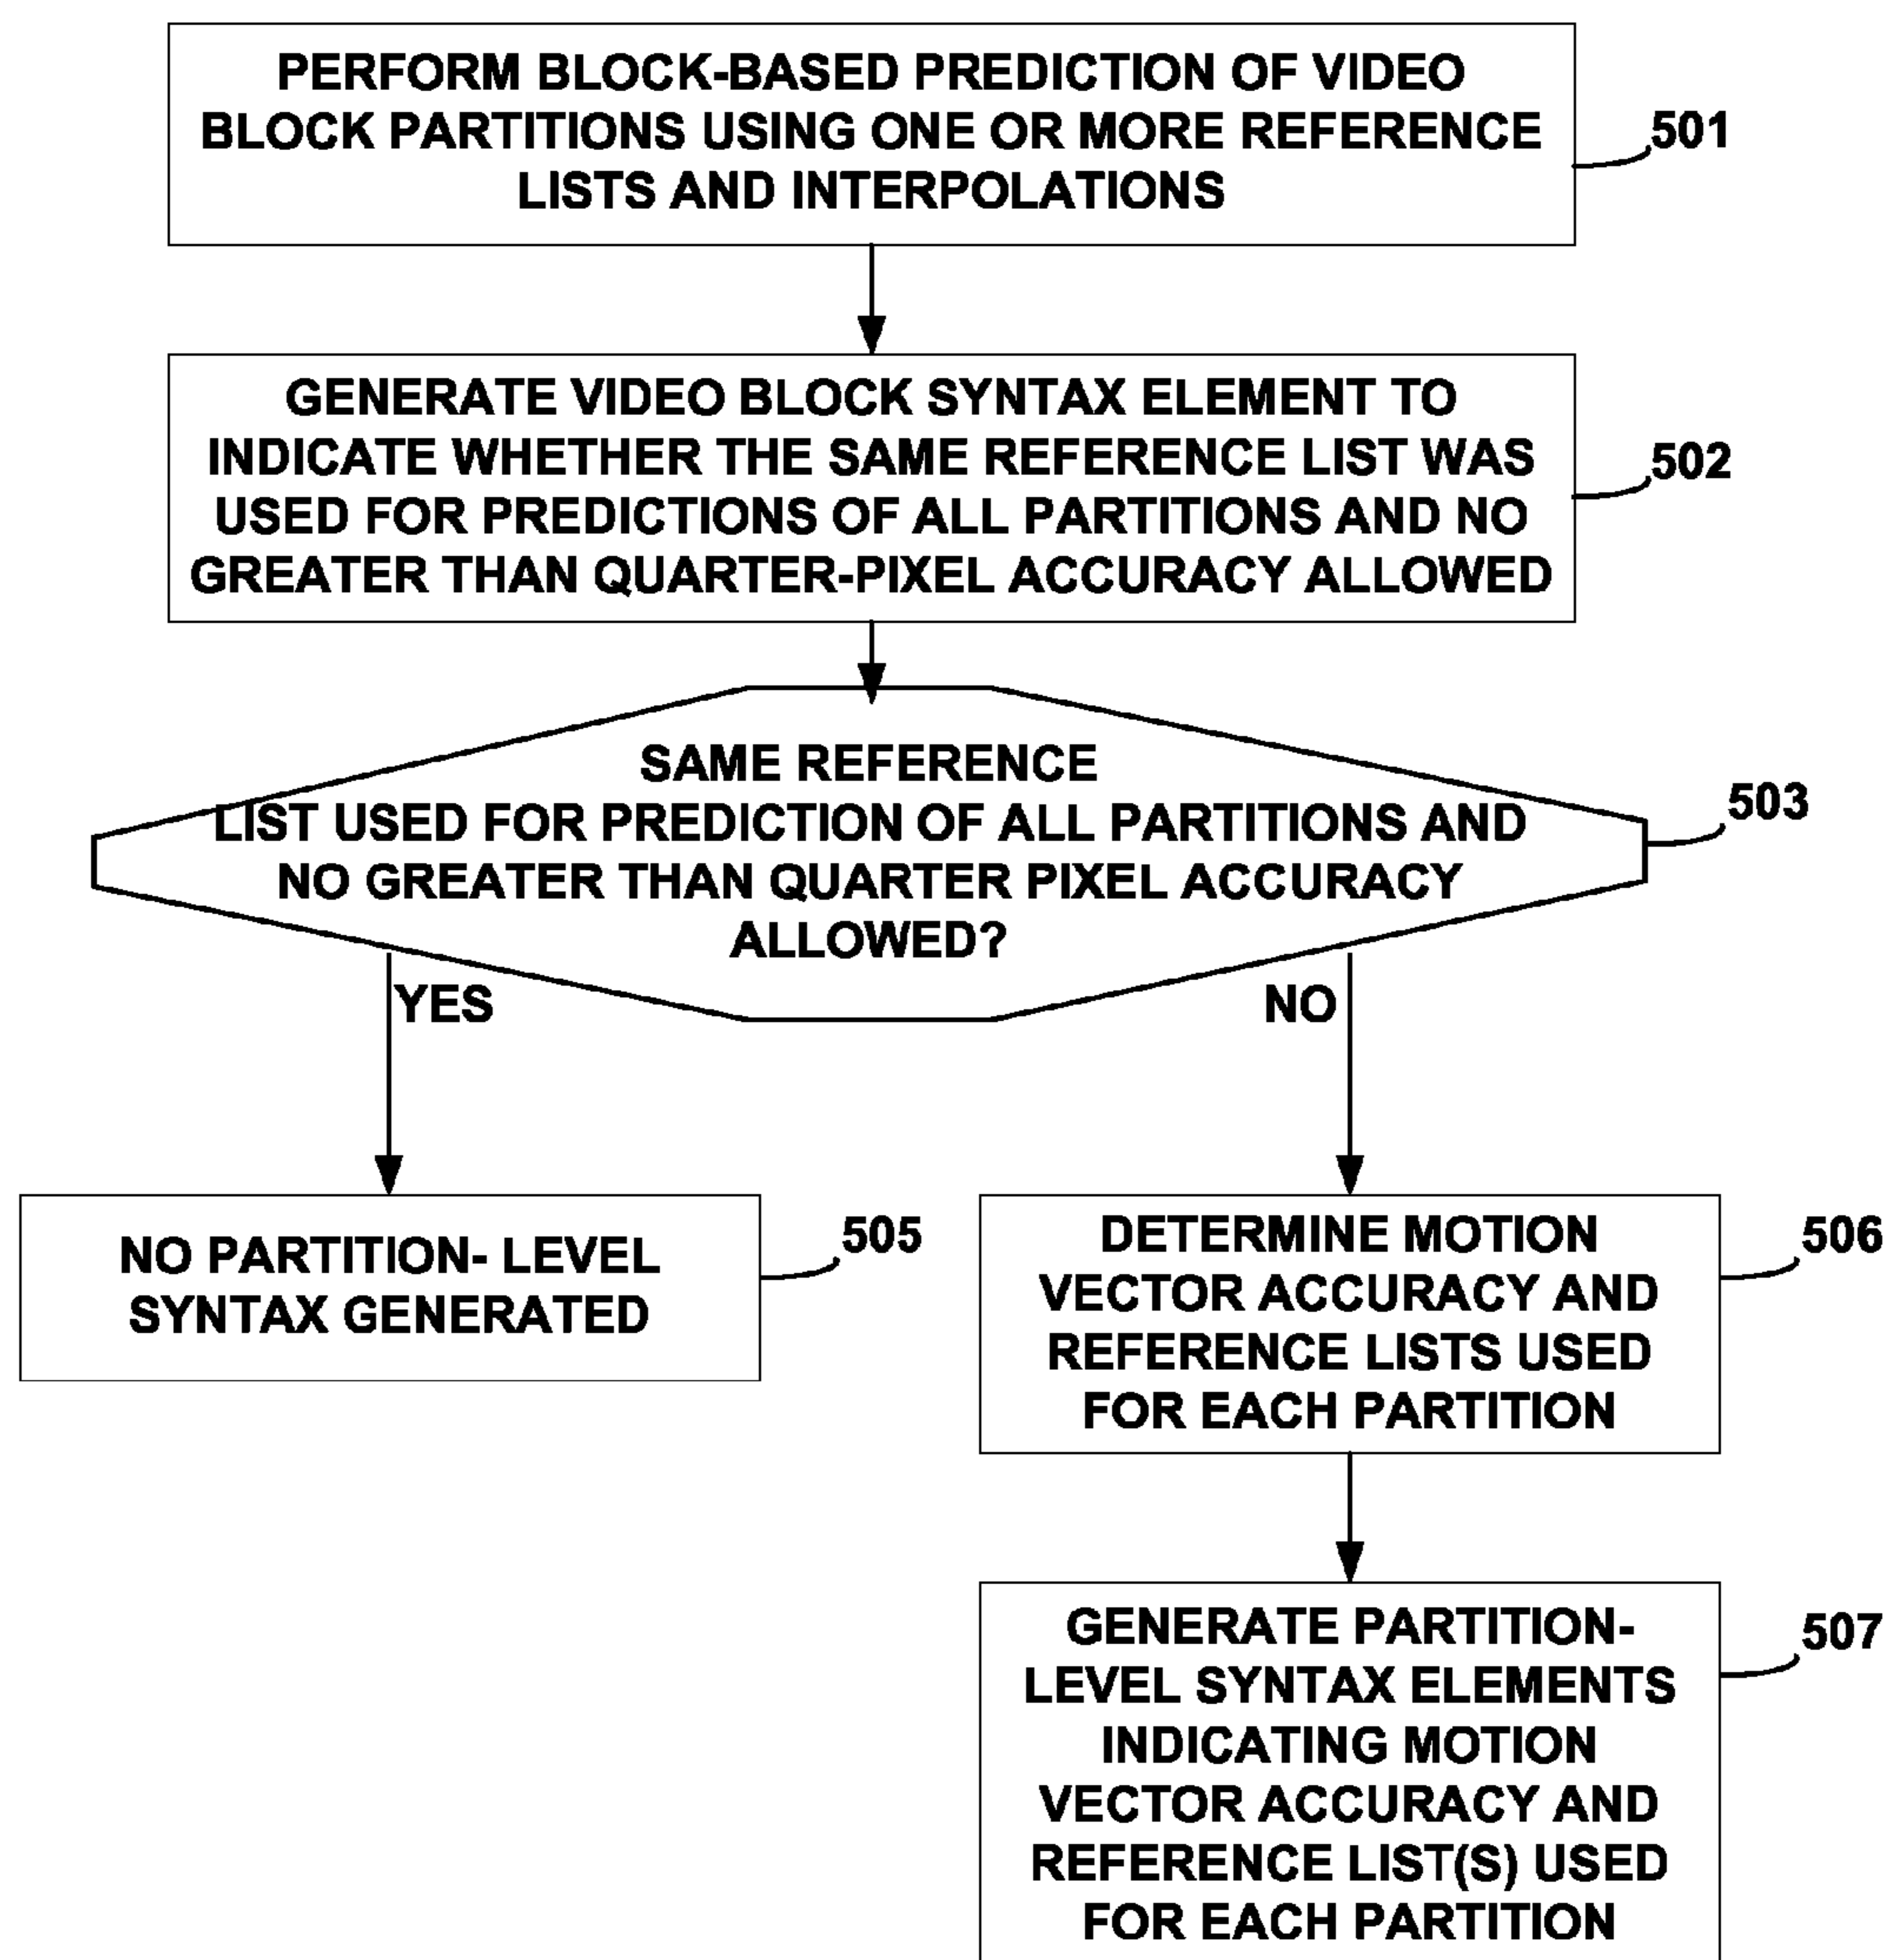 PERFORM BLOCK-BASED PREDICTION OF VIDEO
BLOCK PARTITIONS USING ONE OR MORE REFERENCE
LISTS AND INTERPOLATIONS
501
GENERATE VIDEO BLOCK SYNTAX ELEMENT TO
INDICATE WHETHER THE SAME REFERENCE LIST WAS
USED FOR PREDICTIONS OF ALL PARTITIONS AND NO
GREATER THAN QUARTER-PIXEL ACCURACY ALLOWED
502
SAME REFERENCE
LIST USED FOR PREDICTION OF ALL PARTITIONS AND
NO GREATER THAN QUARTER PIXEL ACCURACY
ALLOWED?
503
YES
NO
NO PARTITION- LEVEL
SYNTAX GENERATED
505
DETERMINE MOTION
VECTOR ACCURACY AND
REFERENCE LISTS USED
FOR EACH PARTITION
506
GENERATE PARTITION-
LEVEL SYNTAX ELEMENTS
INDICATING MOTION
VECTOR ACCURACY AND
REFERENCE LIST(S) USED
FOR EACH PARTITION
507